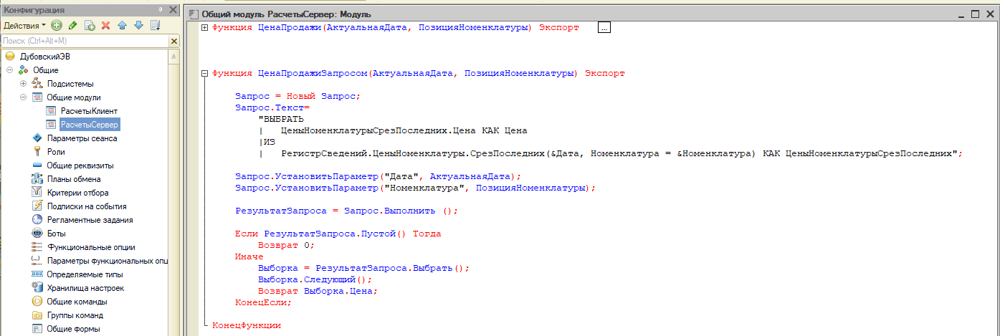 Конфигурация
Действия
Поиск (Ctrl+Alt+M)
ДубовскийЭВ
Общие
Подсистемы
Общие модули
РасчетыКлиент
РасчетыСервер
Параметры сеанса
Роли
Общие реквизиты
Планы обмена
Критерии отбора
Подписки на события
Регламентные задания
Боты
Функциональные опции
Параметры функциональных опц
Определяемые типы
Хранилища настроек
Общие команды
Группы команд
Общие формы
Общий модуль РасчетыСервер: Модуль
Функция ЦенаПродажи(АктуальнаяДата, ПозицияНоменклатуры) Экспорт ...
Функция ЦенаПродажиЗапросом(АктуальнаяДата, ПозицияНоменклатуры) Экспорт
Запрос = Новый Запрос;
Запрос.Текст=
"ВЫБРАТЬ
| ЦеныНоменклатурыСрезПоследних.Цена КАК Цена
|ИЗ
| РегистрСведений.ЦеныНоменклатуры.СрезПоследних(&Дата, Номенклатура = &Номенклатура) КАК ЦеныНоменклатурыСрезПоследних";
Запрос.УстановитьПараметр("Дата", АктуальнаяДата);
Запрос.УстановитьПараметр("Номенклатура", ПозицияНоменклатуры);
РезультатЗапроса = Запрос.Выполнить ();
Если РезультатЗапроса.Пустой() Тогда
Возврат 0;
Иначе
Выборка = РезультатЗапроса.Выбрать();
Выборка.Следующий();
Возврат Выборка.Цена;
КонецЕсли;
КонецФункции